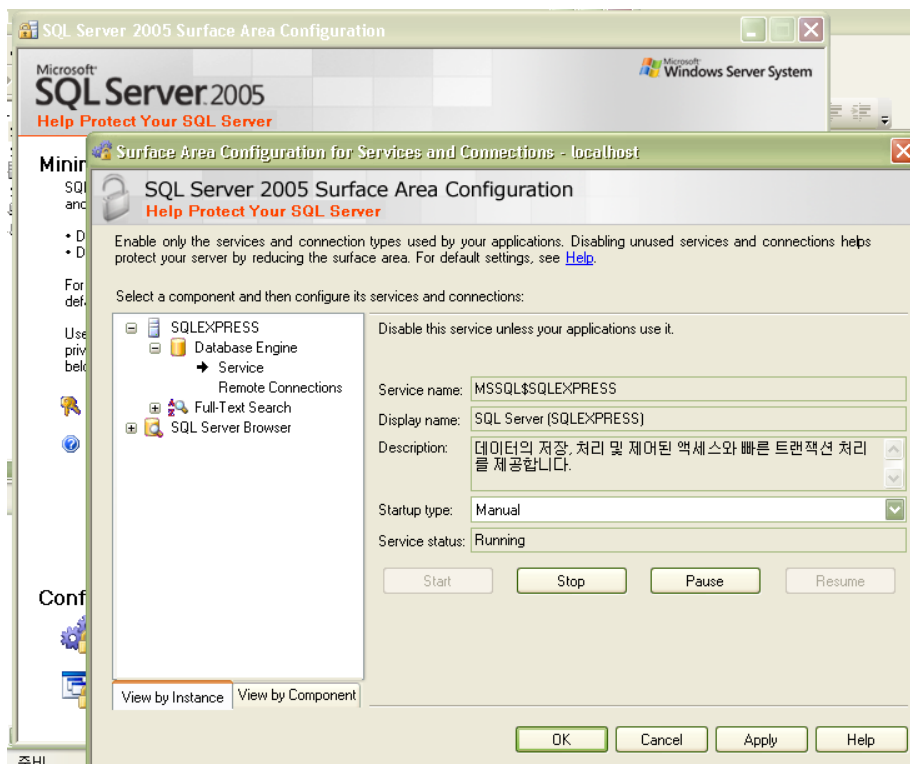 SQL Server 2005 Surface Area Configuration
Microsoft
SQL Server 2005
Help Protect Your SQL Server
Microsoft
Windows Server System
Surface Area Configuration for Services and Connections - localhost
SQL Server 2005 Surface Area Configuration
Help Protect Your SQL Server
Enable only the services and connection types used by your applications. Disabling unused services and connections helps
protect your server by reducing the surface area. For default settings, see Help.
Select a component and then configure its services and connections:
SQLEXPRESS
Database Engine
Service
Remote Connections
Full-Text Search
SQL Server Browser
View by Instance
View by Component
Disable this service unless your applications use it.
Service name: MSSQL$SQLEXPRESS
Display name: SQL Server (SQLEXPRESS)
Description: 데이터의 저장, 처리 및 제어된 액세스와 빠른 트랜잭션 처리
를 제공합니다.
Startup type: Manual
Service status: Running
Start Stop Pause Resume
OK Cancel Apply Help
For
Use